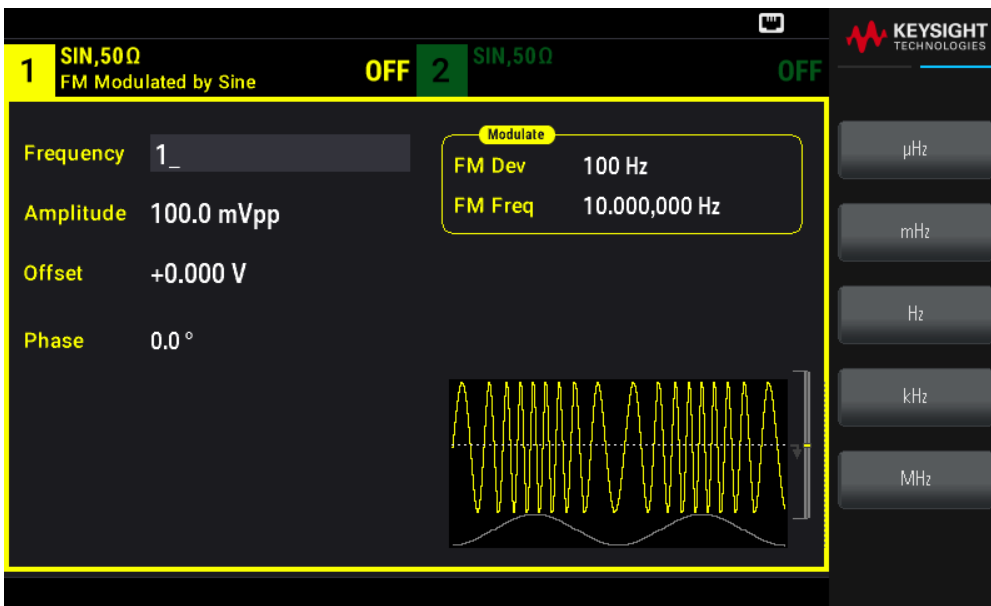 KEYSIGHT
TECHNOLOGIES
1 SIN,50Ω OFF
FM Modulated by Sine
2 SIN,50Ω OFF
Frequency 1_
Amplitude 100.0 mVpp
Offset +0.000 V
Phase 0.0 °
Modulate
FM Dev 100 Hz
FM Freq 10.000,000 Hz
µHz
mHz
Hz
kHz
MHz